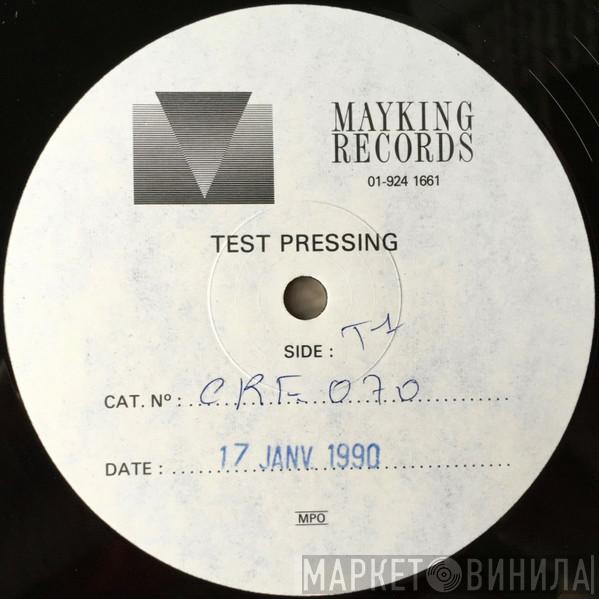 MAYKING
RECORDS
01-924 1661
TEST PRESSING
SIDE : T1
CAT. Nº : CRE 070
DATE : 17 JANV 1990
MPO
МАРКЕТ ВИНИЛА